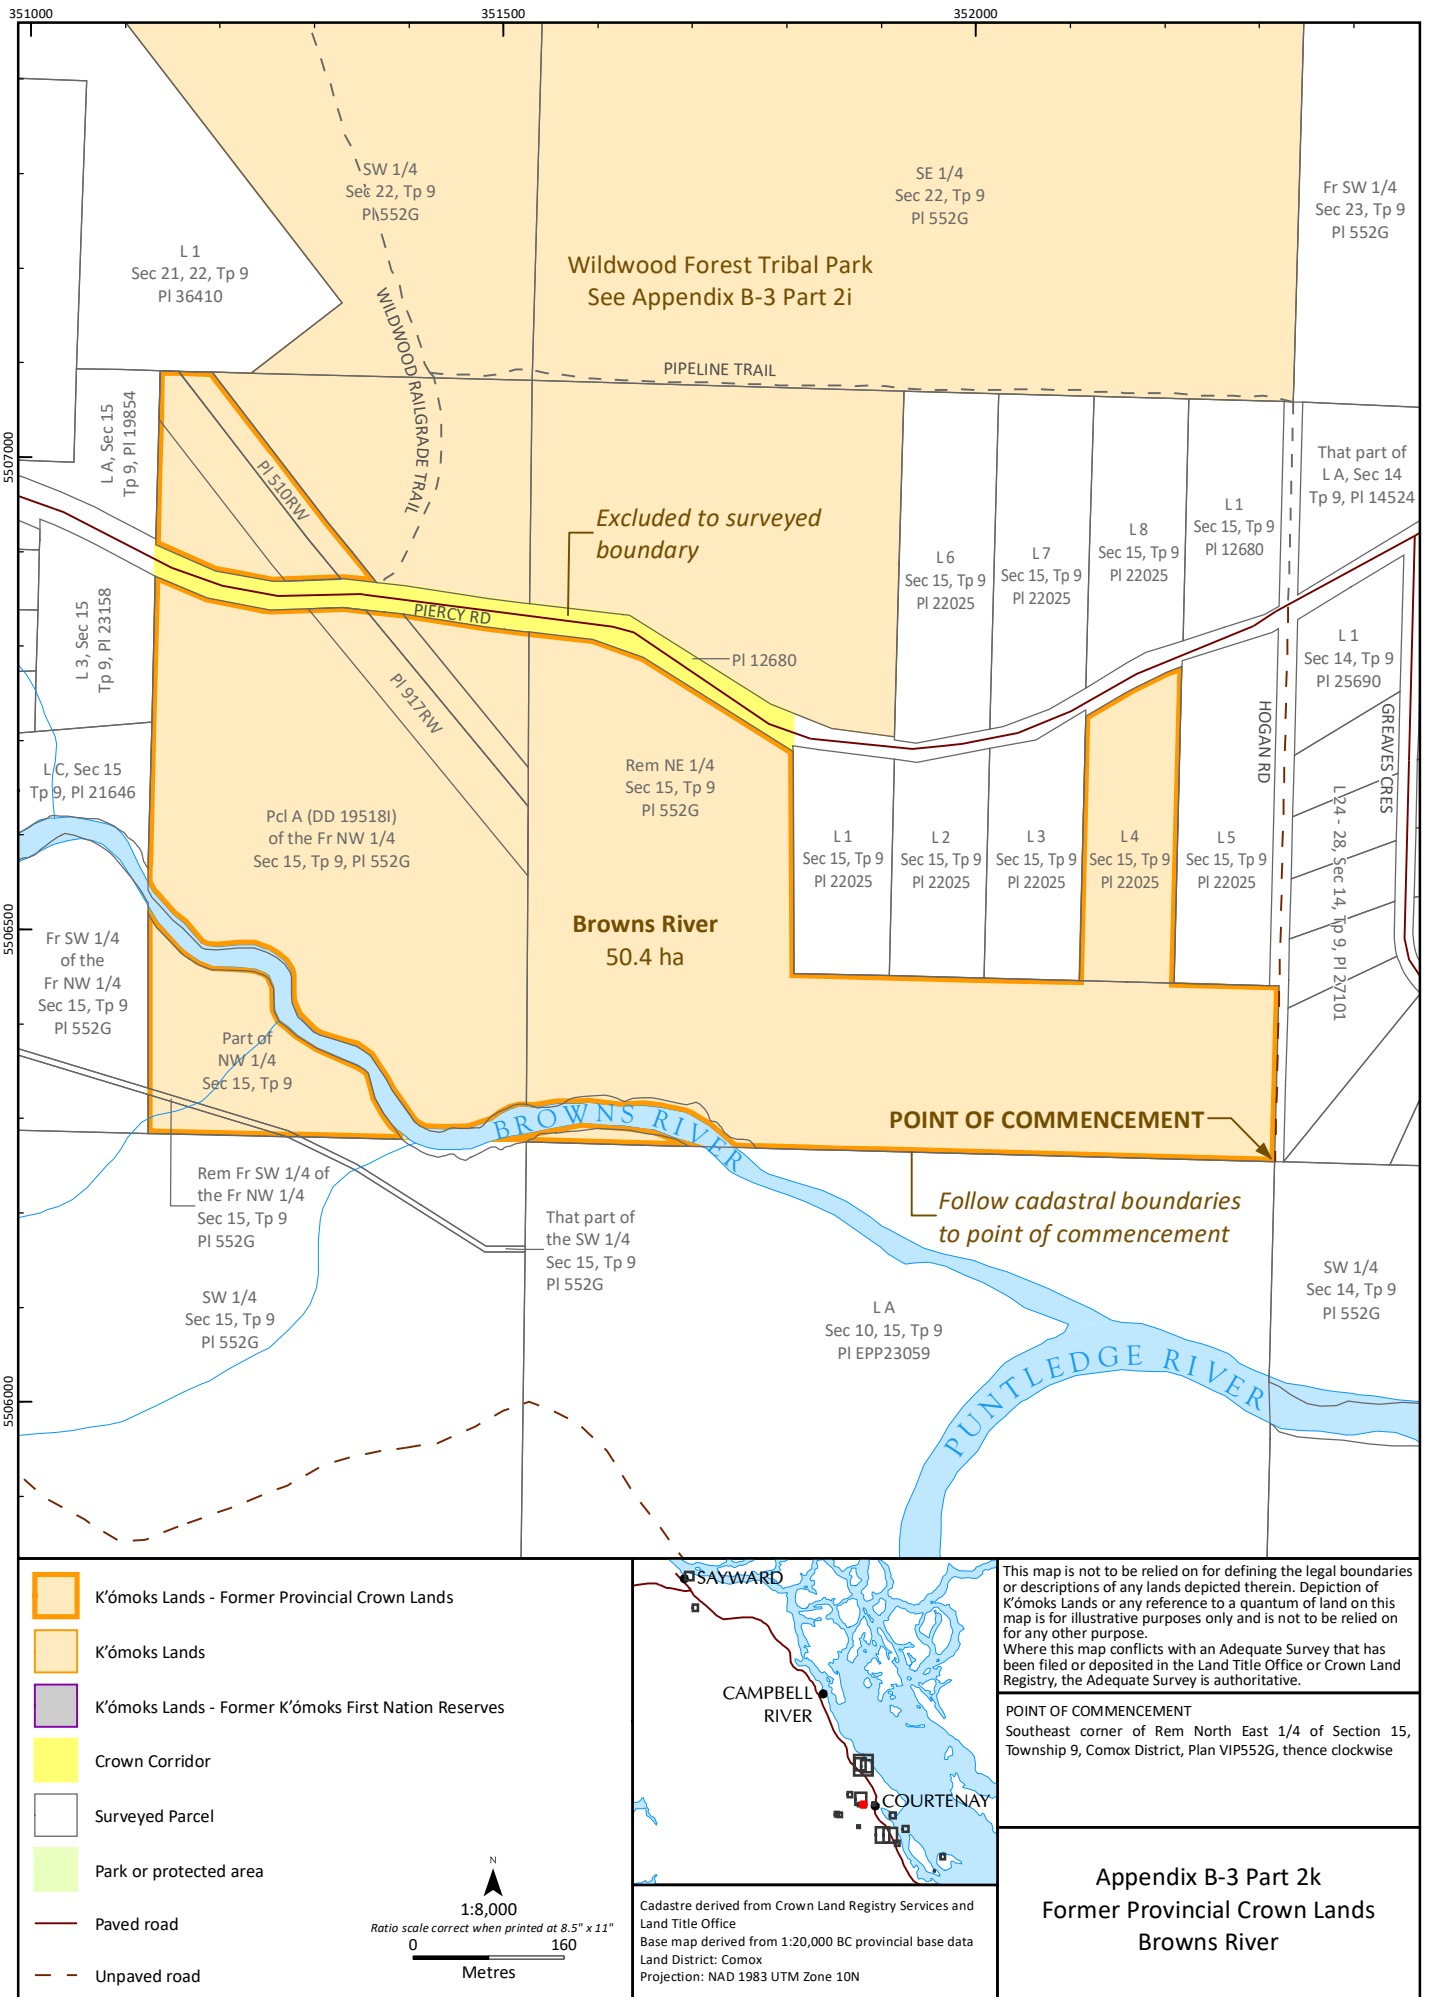 351000
351500
352000
5507000
5506500
5506000
SW 1/4
Sec 22, Tp 9
Pl 552G
SE 1/4
Sec 22, Tp 9
Pl 552G
Fr SW 1/4
Sec 23, Tp 9
Pl 552G
L 1
Sec 21, 22, Tp 9
Pl 36410
Wildwood Forest Tribal Park
See Appendix B-3 Part 2i
WILDWOOD RAILGRADE TRAIL
PIPELINE TRAIL
L A, Sec 15
Tp 9, Pl 19854
Pl 510RW
Excluded to surveyed
boundary
That part of
L A, Sec 14
Tp 9, Pl 14524
L 1
Sec 15, Tp 9
Pl 12680
L 8
Sec 15, Tp 9
Pl 22025
L 7
Sec 15, Tp 9
Pl 22025
L 6
Sec 15, Tp 9
Pl 22025
L 3, Sec 15
Tp 9, Pl 23158
PIERCY RD
Pl 12680
L 1
Sec 14, Tp 9
Pl 25690
Pl 917RW
HOGAN RD
GREAVES CRES
L C, Sec 15
Tp 9, Pl 21646
Rem NE 1/4
Sec 15, Tp 9
Pl 552G
Pcl A (DD 19518I)
of the Fr NW 1/4
Sec 15, Tp 9, Pl 552G
L 1
Sec 15, Tp 9
Pl 22025
L 2
Sec 15, Tp 9
Pl 22025
L 3
Sec 15, Tp 9
Pl 22025
L 4
Sec 15, Tp 9
Pl 22025
L 5
Sec 15, Tp 9
Pl 22025
L 24 - 28, Sec 14, Tp 9, Pl 27101
Browns River
50.4 ha
Fr SW 1/4
of the
Fr NW 1/4
Sec 15, Tp 9
Pl 552G
Part of
NW 1/4
Sec 15, Tp 9
BROWNS RIVER
POINT OF COMMENCEMENT
Rem Fr SW 1/4 of
the Fr NW 1/4
Sec 15, Tp 9
Pl 552G
Follow cadastral boundaries
to point of commencement
That part of
the SW 1/4
Sec 15, Tp 9
Pl 552G
SW 1/4
Sec 15, Tp 9
Pl 552G
L A
Sec 10, 15, Tp 9
Pl EPP23059
SW 1/4
Sec 14, Tp 9
Pl 552G
PUNTLEDGE RIVER
K'ómoks Lands - Former Provincial Crown Lands
K'ómoks Lands
K'ómoks Lands - Former K'ómoks First Nation Reserves
Crown Corridor
Surveyed Parcel
Park or protected area
Paved road
Unpaved road
N
1:8,000
Ratio scale correct when printed at 8.5" x 11"
0 160
Metres
SAYWARD
CAMPBELL
RIVER
COURTENAY
Cadastre derived from Crown Land Registry Services and
Land Title Office
Base map derived from 1:20,000 BC provincial base data
Land District: Comox
Projection: NAD 1983 UTM Zone 10N
This map is not to be relied on for defining the legal boundaries
or descriptions of any lands depicted therein. Depiction of
K'ómoks Lands or any reference to a quantum of land on this
map is for illustrative purposes only and is not to be relied on
for any other purpose.
Where this map conflicts with an Adequate Survey that has
been filed or deposited in the Land Title Office or Crown Land
Registry, the Adequate Survey is authoritative.
POINT OF COMMENCEMENT
Southeast corner of Rem North East 1/4 of Section 15,
Township 9, Comox District, Plan VIP552G, thence clockwise
Appendix B-3 Part 2k
Former Provincial Crown Lands
Browns River